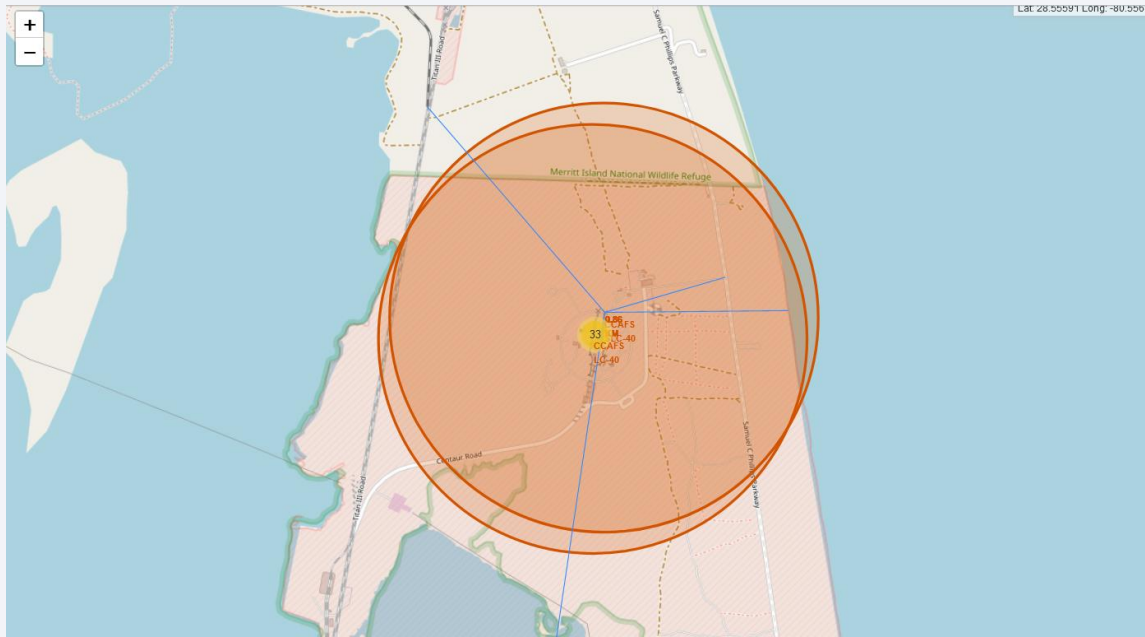 +
−
Lat: 28.55591 Long: -80.556
Titan III Road
Samuel C Phillips Parkway
Merritt Island National Wildlife Refuge
33
CCAFS
LC-40
CCAFS
LC-40
Centaur Road
Titan III Road
Samuel C Phillips Parkway